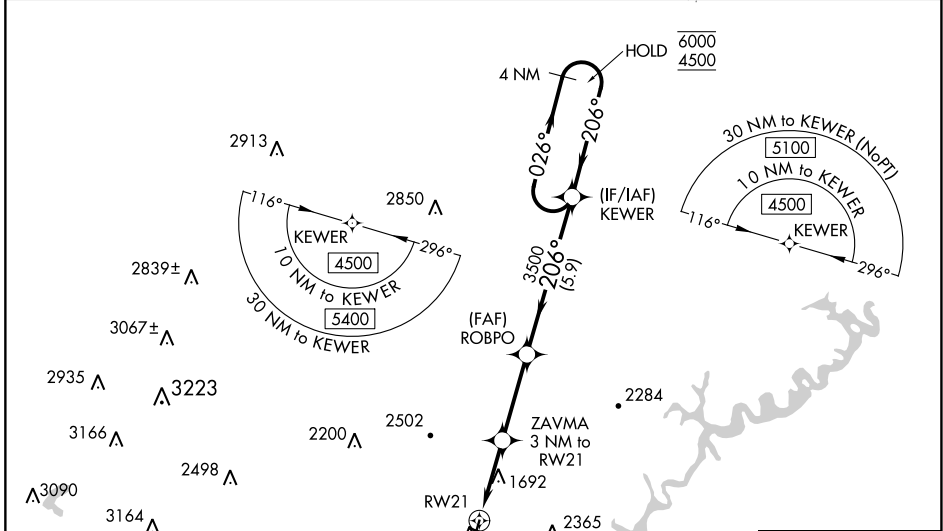 HOLD
6000
4500
4 NM
026°
206°
(IF/IAF)
KEWER
30 NM to KEWER (NoPT)
5100
10 NM to KEWER
4500
KEWER
116°
296°
2913
2850
116°
KEWER
296°
4500
10 NM to KEWER
5400
30 NM to KEWER
3500
206°
(5.9)
2839±
3067±
(FAF)
ROBPO
2935
3223
2284
3166
2200
2502
ZAVMA
3 NM to
RW21
2498
1692
3090
RW21
3164
2365